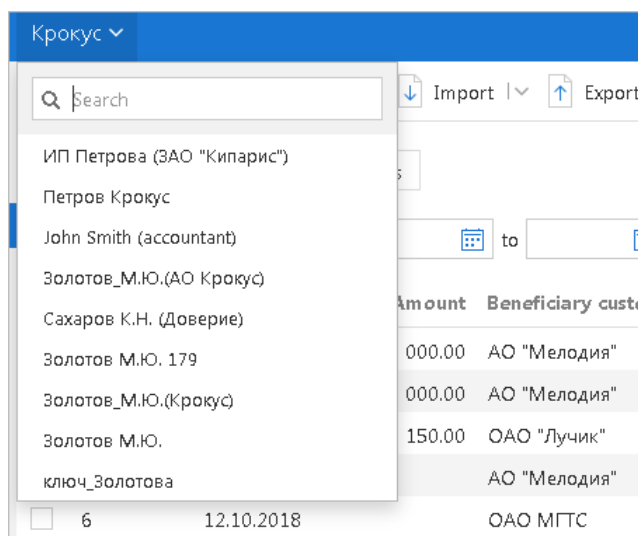 Крокус
Search
Import Export
ИП Петрова (ЗАО "Кипарис")
Петров Крокус
John Smith (accountant)
to
Золотов_М.Ю.(АО Крокус)
Amount Beneficiary
Сахаров К.Н. (Доверие)
Золотов М.Ю. 179
000.00 АО "Мелодия"
Золотов_М.Ю.(Крокус)
000.00 АО "Мелодия"
Золотов М.Ю.
150.00 ОАО "Лучик"
ключ_Золотова
АО "Мелодия"
6 12.10.2018 ОАО МГТС